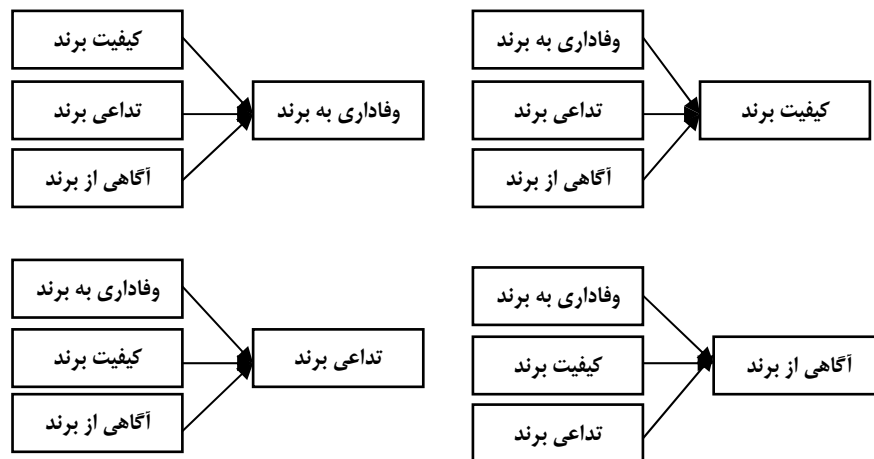 وفاداری به برند
تداعی برند
آگاهی از برند
کیفیت برند
کیفیت برند
تداعی برند
آگاهی از برند
وفاداری به برند
وفاداری به برند
کیفیت برند
تداعی برند
آگاهی از برند
وفاداری به برند
کیفیت برند
آگاهی از برند
تداعی برند